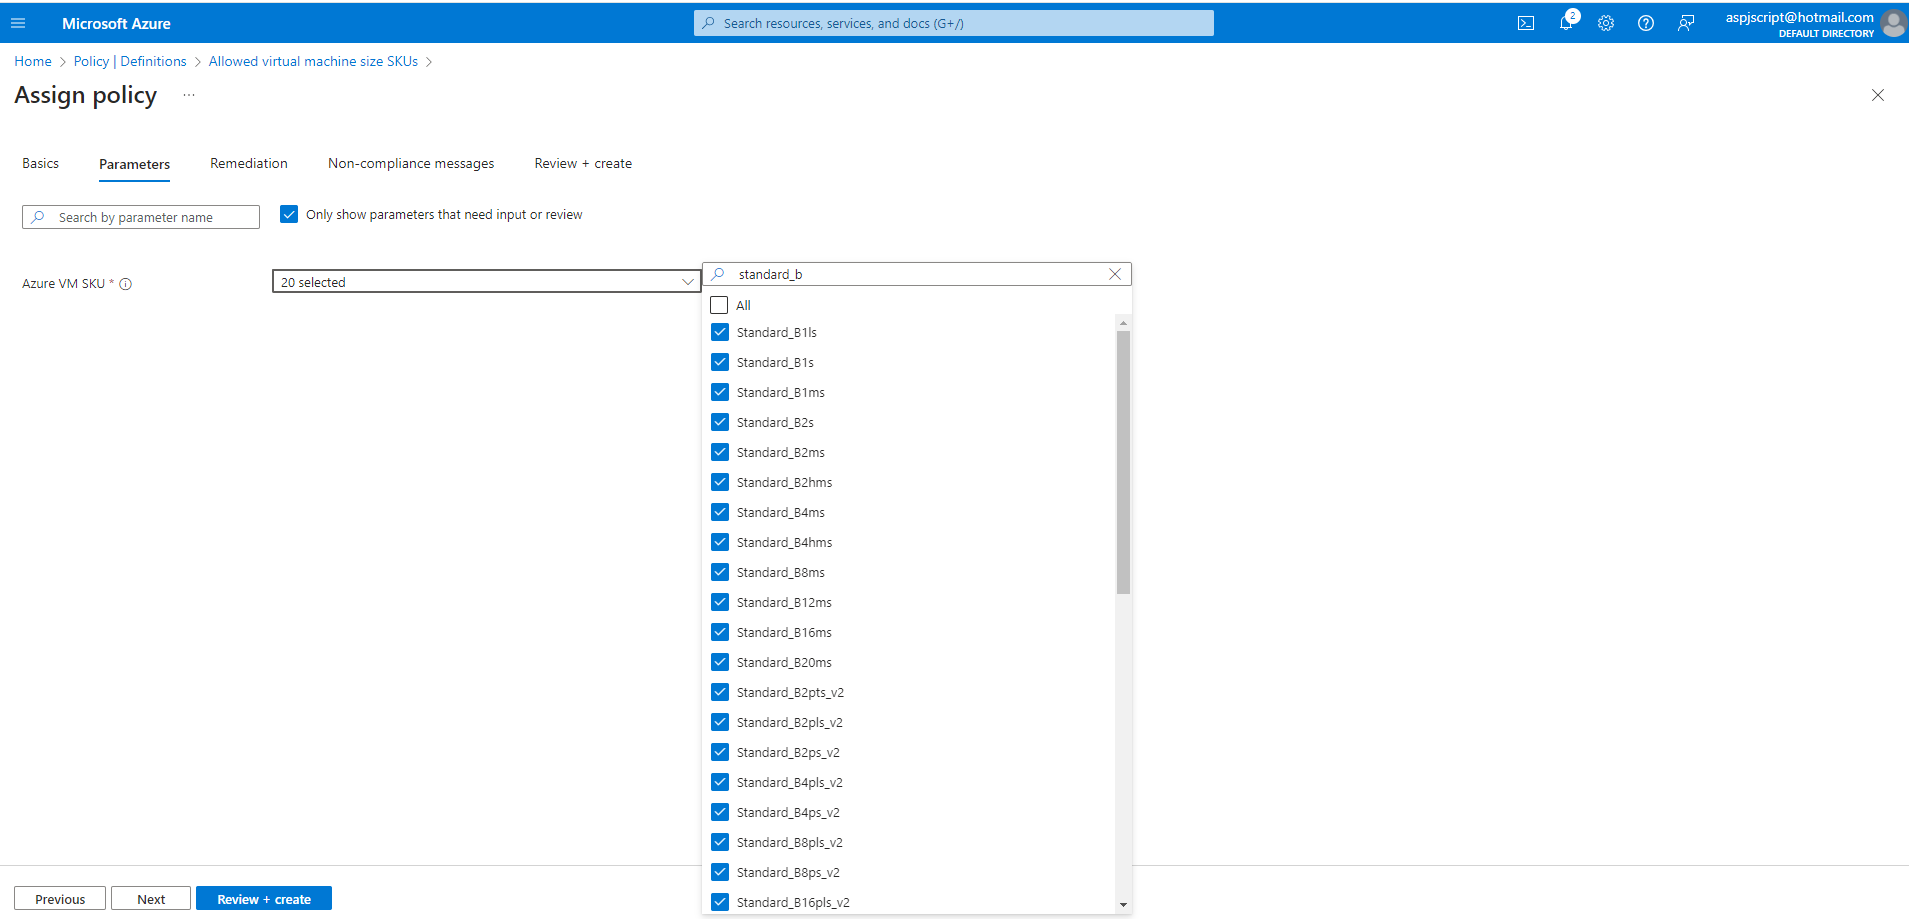 Microsoft Azure
Search resources, services, and docs (G+/)
2
aspjscript@hotmail.com
DEFAULT DIRECTORY
Home > Policy | Definitions > Allowed virtual machine size SKUs >
Assign policy ...
Basics Parameters Remediation Non-compliance messages Review + create
Search by parameter name
Only show parameters that need input or review
Azure VM SKU *
20 selected
standard_b
All
Standard_B1ls
Standard_B1s
Standard_B1ms
Standard_B2s
Standard_B2ms
Standard_B2hms
Standard_B4ms
Standard_B4hms
Standard_B8ms
Standard_B12ms
Standard_B16ms
Standard_B20ms
Standard_B2pts_v2
Standard_B2pls_v2
Standard_B2ps_v2
Standard_B4pls_v2
Standard_B4ps_v2
Standard_B8pls_v2
Standard_B8ps_v2
Standard_B16pls_v2
Previous Next Review + create